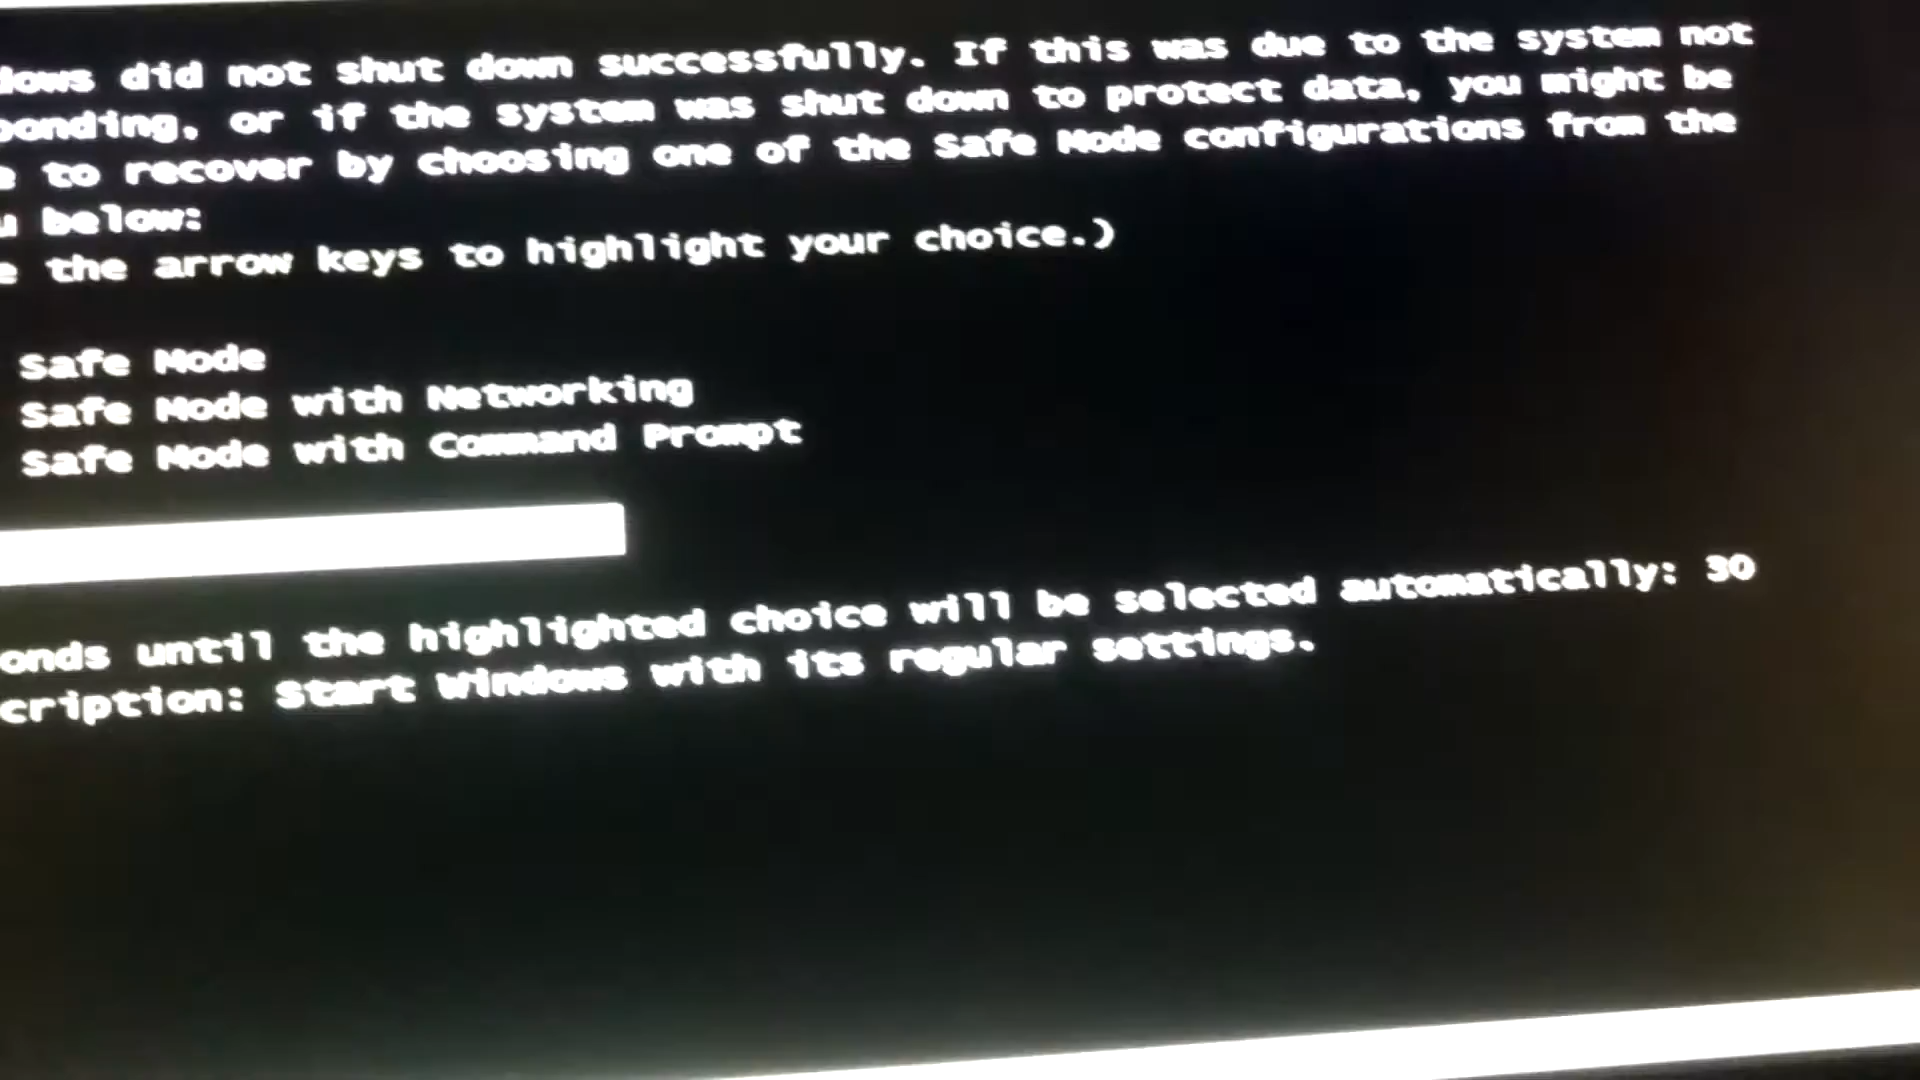 dows did not shut down successfully. If this was due to the system not
ponding, or if the system was shut down to protect data, you might be
e to recover by choosing one of the Safe Mode configurations from the
u below:
e the arrow keys to highlight your choice.)
Safe Mode
Safe Mode with Networking
Safe Mode with Command Prompt
onds until the highlighted choice will be selected automatically: 30
cription: Start Windows with its regular settings.